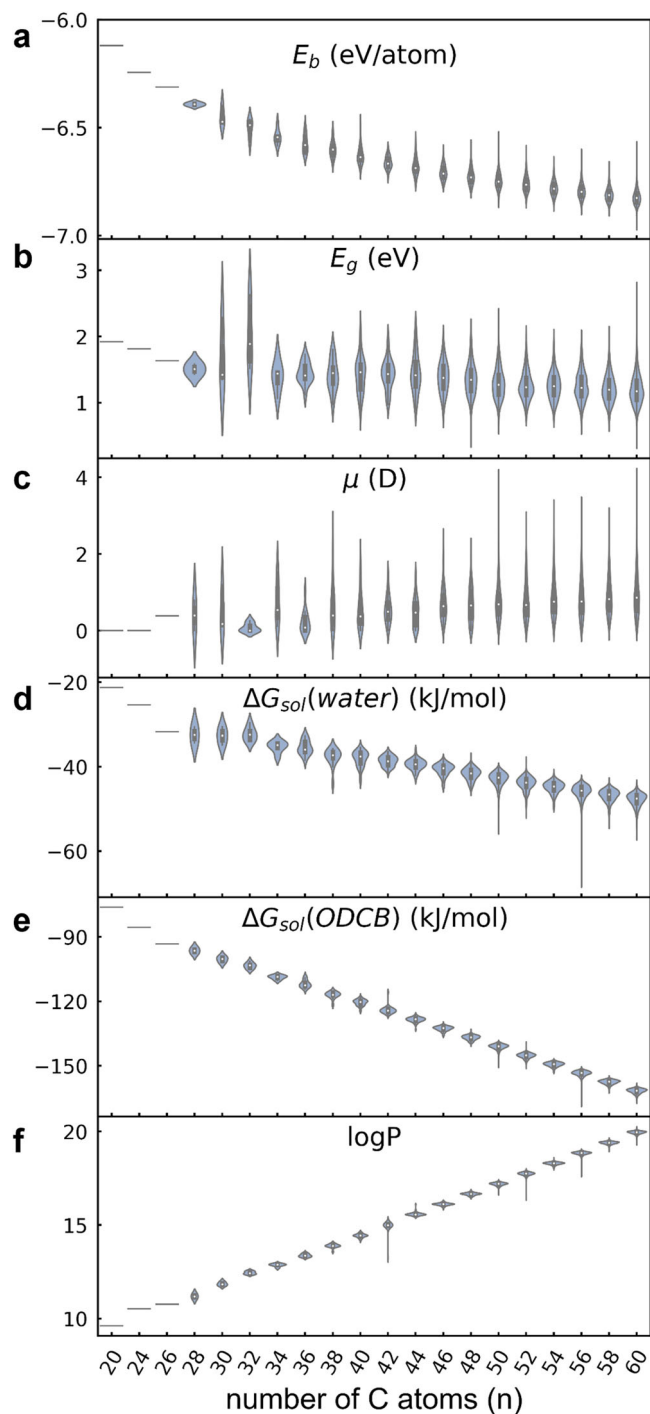 a
E_b (eV/atom)
−6.0
−6.5
−7.0
b
E_g (eV)
3
2
1
c
μ (D)
4
2
0
d
ΔG_sol(water) (kJ/mol)
−20
−40
−60
e
ΔG_sol(ODCB) (kJ/mol)
−90
−120
−150
f
logP
20
15
10
20 24 26 28 30 32 34 36 38 40 42 44 46 48 50 52 54 56 58 60
number of C atoms (n)